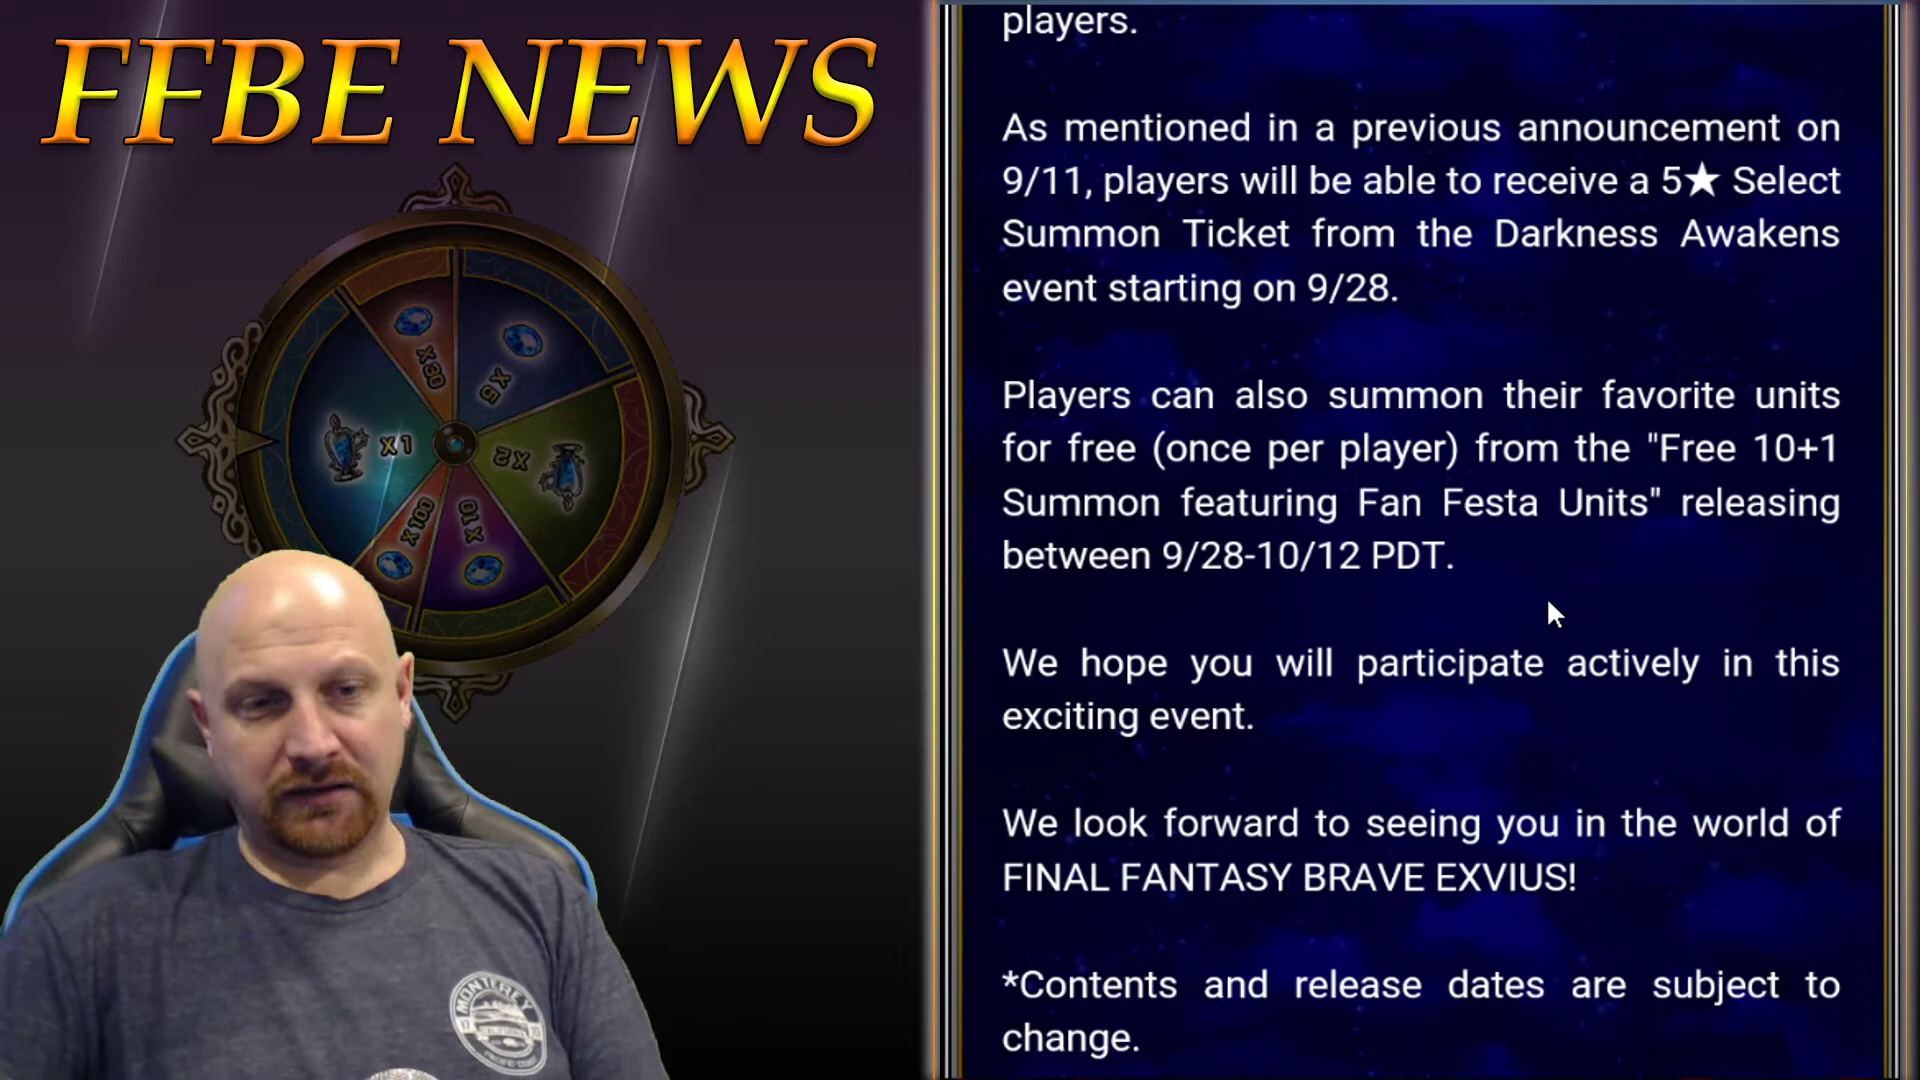 FFBE NEWS
X30
X5
X1
X2
X100
X10
MONTEREY
players.
As mentioned in a previous announcement on
9/11, players will be able to receive a 5★ Select
Summon Ticket from the Darkness Awakens
event starting on 9/28.
Players can also summon their favorite units
for free (once per player) from the "Free 10+1
Summon featuring Fan Festa Units" releasing
between 9/28-10/12 PDT.
We hope you will participate actively in this
exciting event.
We look forward to seeing you in the world of
FINAL FANTASY BRAVE EXVIUS!
*Contents and release dates are subject to
change.